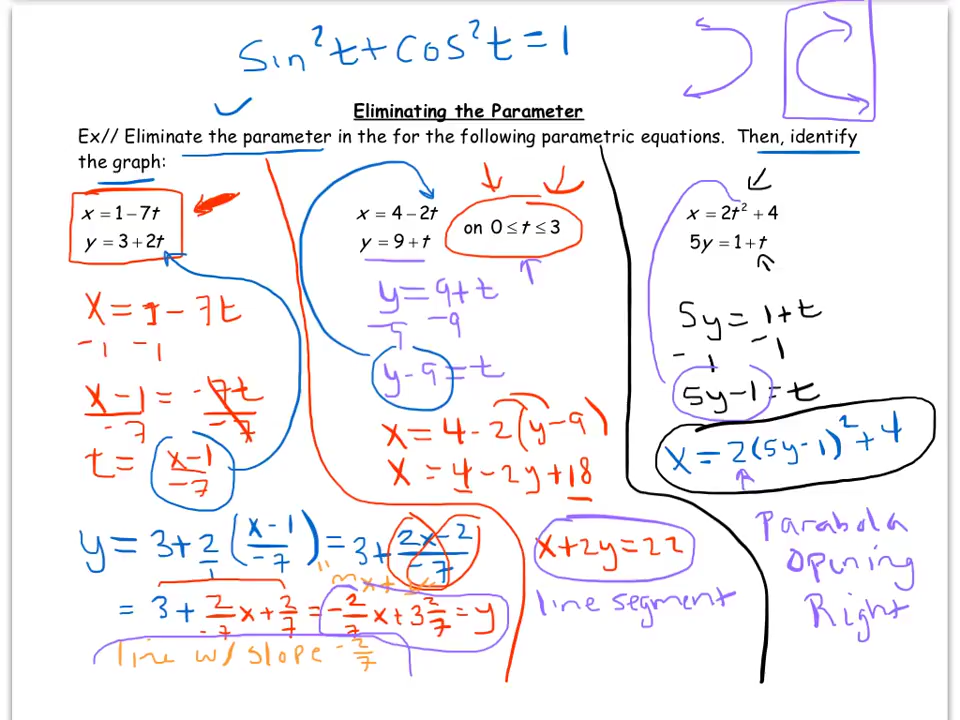 Sin²t + Cos²t = 1
Eliminating the Parameter
Ex// Eliminate the parameter in the for the following parametric equations. Then, identify
the graph:
x = 1 − 7t
y = 3 + 2t
x = 1 − 7t
−1 −1
x − 1 = −7t
−7 −7
t = x−1
−7
y = 3 + 2/1 (x−1/−7) = 3 + 2x−2/−7
"mx +
= 3 + 2/−7 x + 2/7 = −2/7 x + 3 2/7 = y
line w/ slope −2/7
x = 4 − 2t
y = 9 + t
on 0 ≤ t ≤ 3
y = 9 + t
−9 −9
y − 9 = t
x = 4 − 2(y − 9)
x = 4 − 2y + 18
x + 2y = 22
line segment
x = 2t² + 4
5y = 1 + t
5y = 1 + t
−1 −1
5y − 1 = t
x = 2(5y − 1)² + 4
Parabola
Opening
Right